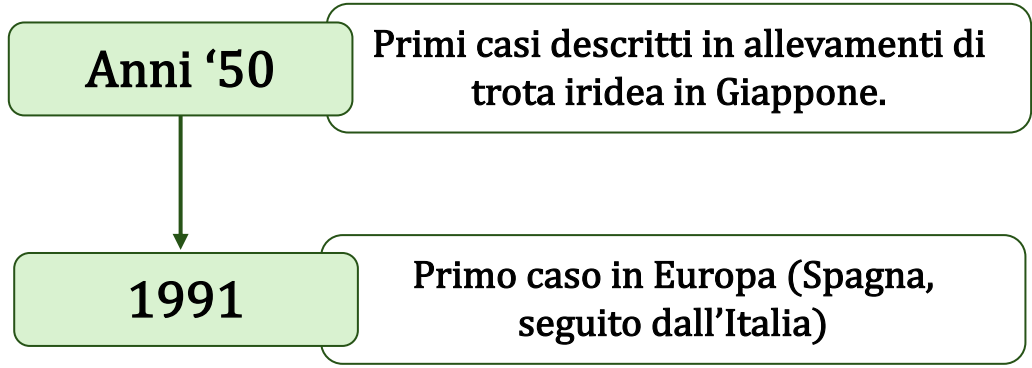 Anni ‘50
Primi casi descritti in allevamenti di
trota iridea in Giappone.
1991
Primo caso in Europa (Spagna,
seguito dall’Italia)